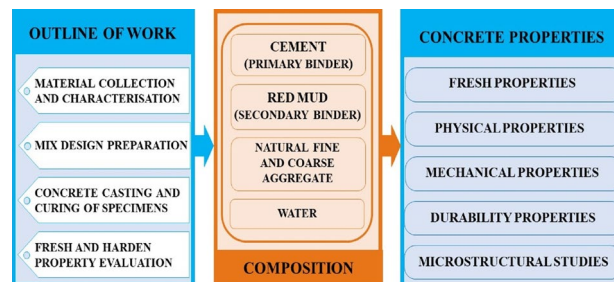 OUTLINE OF WORK
MATERIAL COLLECTION
AND CHARACTERISATION
MIX DESIGN PREPARATION
CONCRETE CASTING AND
CURING OF SPECIMENS
FRESH AND HARDEN
PROPERTY EVALUATION
CEMENT
(PRIMARY BINDER)
RED MUD
(SECONDARY BINDER)
NATURAL FINE
AND COARSE
AGGREGATE
WATER
COMPOSITION
CONCRETE PROPERTIES
FRESH PROPERTIES
PHYSICAL PROPERTIES
MECHANICAL PROPERTIES
DURABILITY PROPERTIES
MICROSTRUCTURAL STUDIES